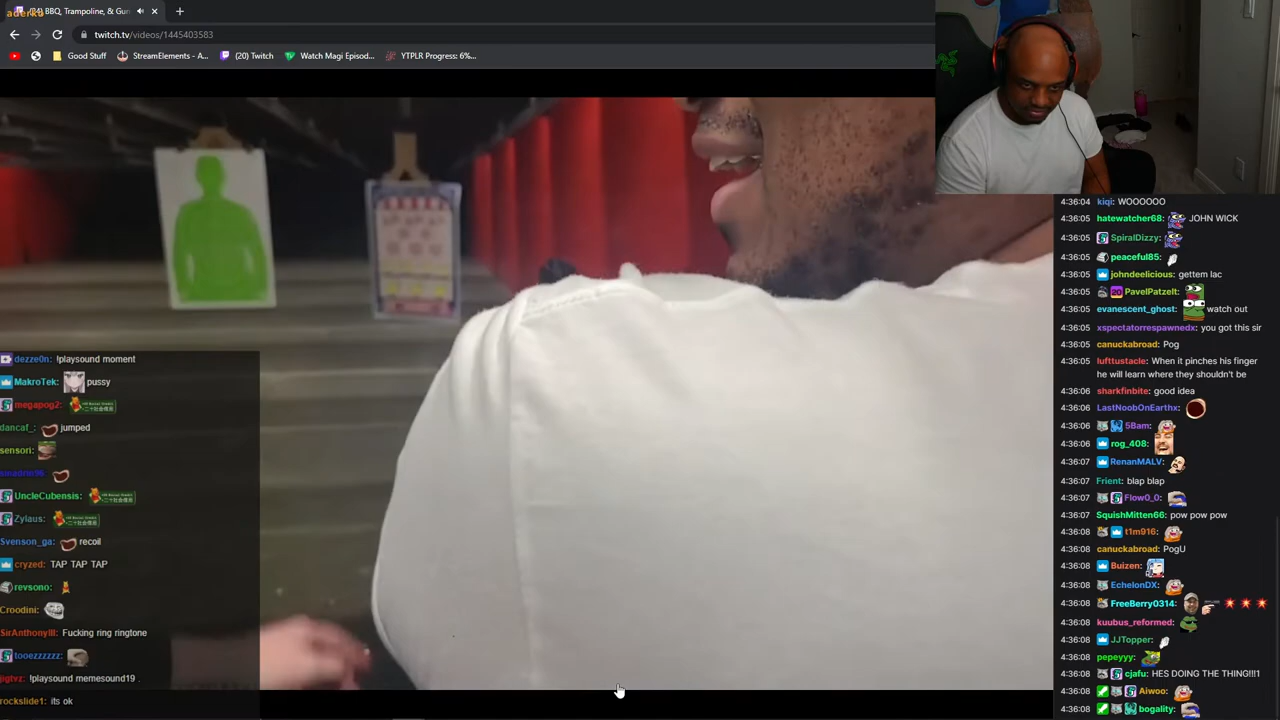 (4) BBQ, Trampoline, & Gun
twitch.tv/videos/1445403583
Good Stuff
StreamElements - A...
(20) Twitch
Watch Magi Episod...
YTPLR Progress: 6%...
dezze0n: !playsound moment
MakroTek: pussy
megapog2:
dancaf_: jumped
sensori:
UncleCubensis:
Zylaus:
Svenson_ga: recoil
cryzed: TAP TAP TAP
revsono:
Croodini:
SirAnthonyIII: Fucking ring ringtone
tooezzzzzz:
jigtvz: !playsound memesound19 .
rockslide1: its ok
4:36:04 kiqi: WOOOOOO
4:36:05 hatewatcher68: JOHN WICK
4:36:05 SpiralDizzy:
4:36:05 peaceful85:
4:36:05 johndeelicious: gettem lac
4:36:05 PavelPatzelt:
4:36:05 evanescent_ghost: watch out
4:36:05 xspectatorrespawnedx: you got this sir
4:36:05 canuckabroad: Pog
4:36:05 lufttustacle: When it pinches his finger
he will learn where they shouldn't be
4:36:06 sharkfinbite: good idea
4:36:06 LastNoobOnEarthx:
4:36:06 5Bam:
4:36:06 rog_408:
4:36:07 RenanMALV:
4:36:07 Frient: blap blap
4:36:07 Flow0_0:
4:36:07 SquishMitten66: pow pow pow
4:36:08 t1m916:
4:36:08 canuckabroad: PogU
4:36:08 Buizen:
4:36:08 EchelonDX:
4:36:08 FreeBerry0314:
4:36:08 kuubus_reformed:
4:36:08 JJTopper:
4:36:08 pepeyyy:
4:36:08 cjafu: HES DOING THE THING!!!1
4:36:08 Aiwoo:
4:36:08 bogality: